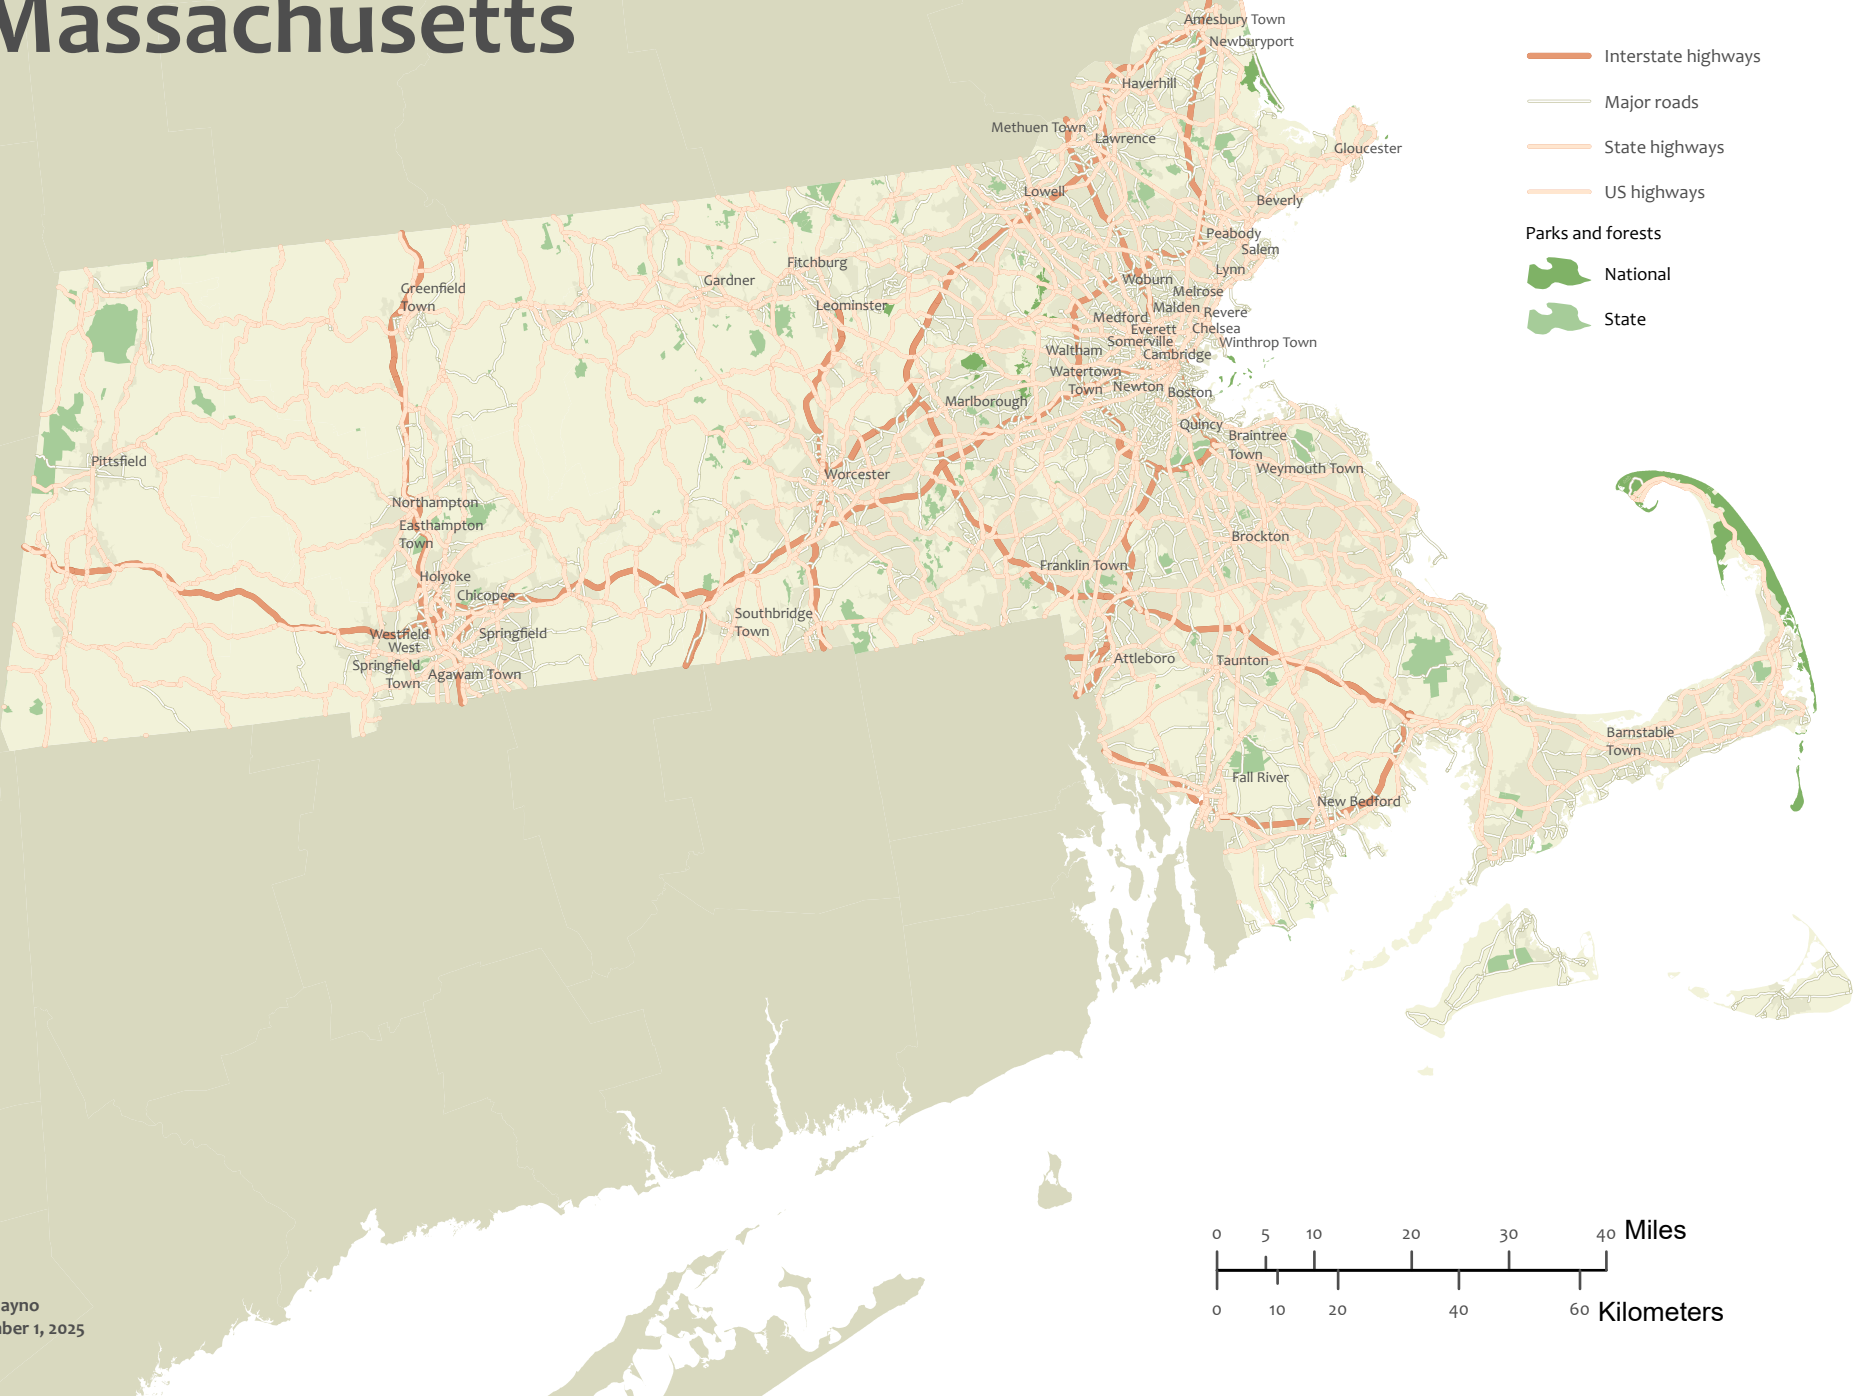 Massachusetts
Interstate highways
Major roads
State highways
US highways
Parks and forests
National
State
Amesbury Town
Newburyport
Haverhill
Methuen Town
Lawrence
Gloucester
Lowell
Beverly
Peabody
Salem
Lynn
Woburn
Melrose
Malden
Revere
Medford
Everett
Chelsea
Somerville
Winthrop Town
Waltham
Cambridge
Watertown
Town
Newton
Boston
Marlborough
Quincy
Braintree
Town
Weymouth Town
Fitchburg
Gardner
Leominster
Greenfield
Town
Pittsfield
Worcester
Northampton
Easthampton
Town
Brockton
Franklin Town
Holyoke
Chicopee
Southbridge
Town
Westfield
Springfield
West
Springfield
Town
Agawam Town
Attleboro
Taunton
Barnstable
Town
Fall River
New Bedford
0 5 10 20 30 40 Miles
0 10 20 40 60 Kilometers
ayno
ber 1, 2025